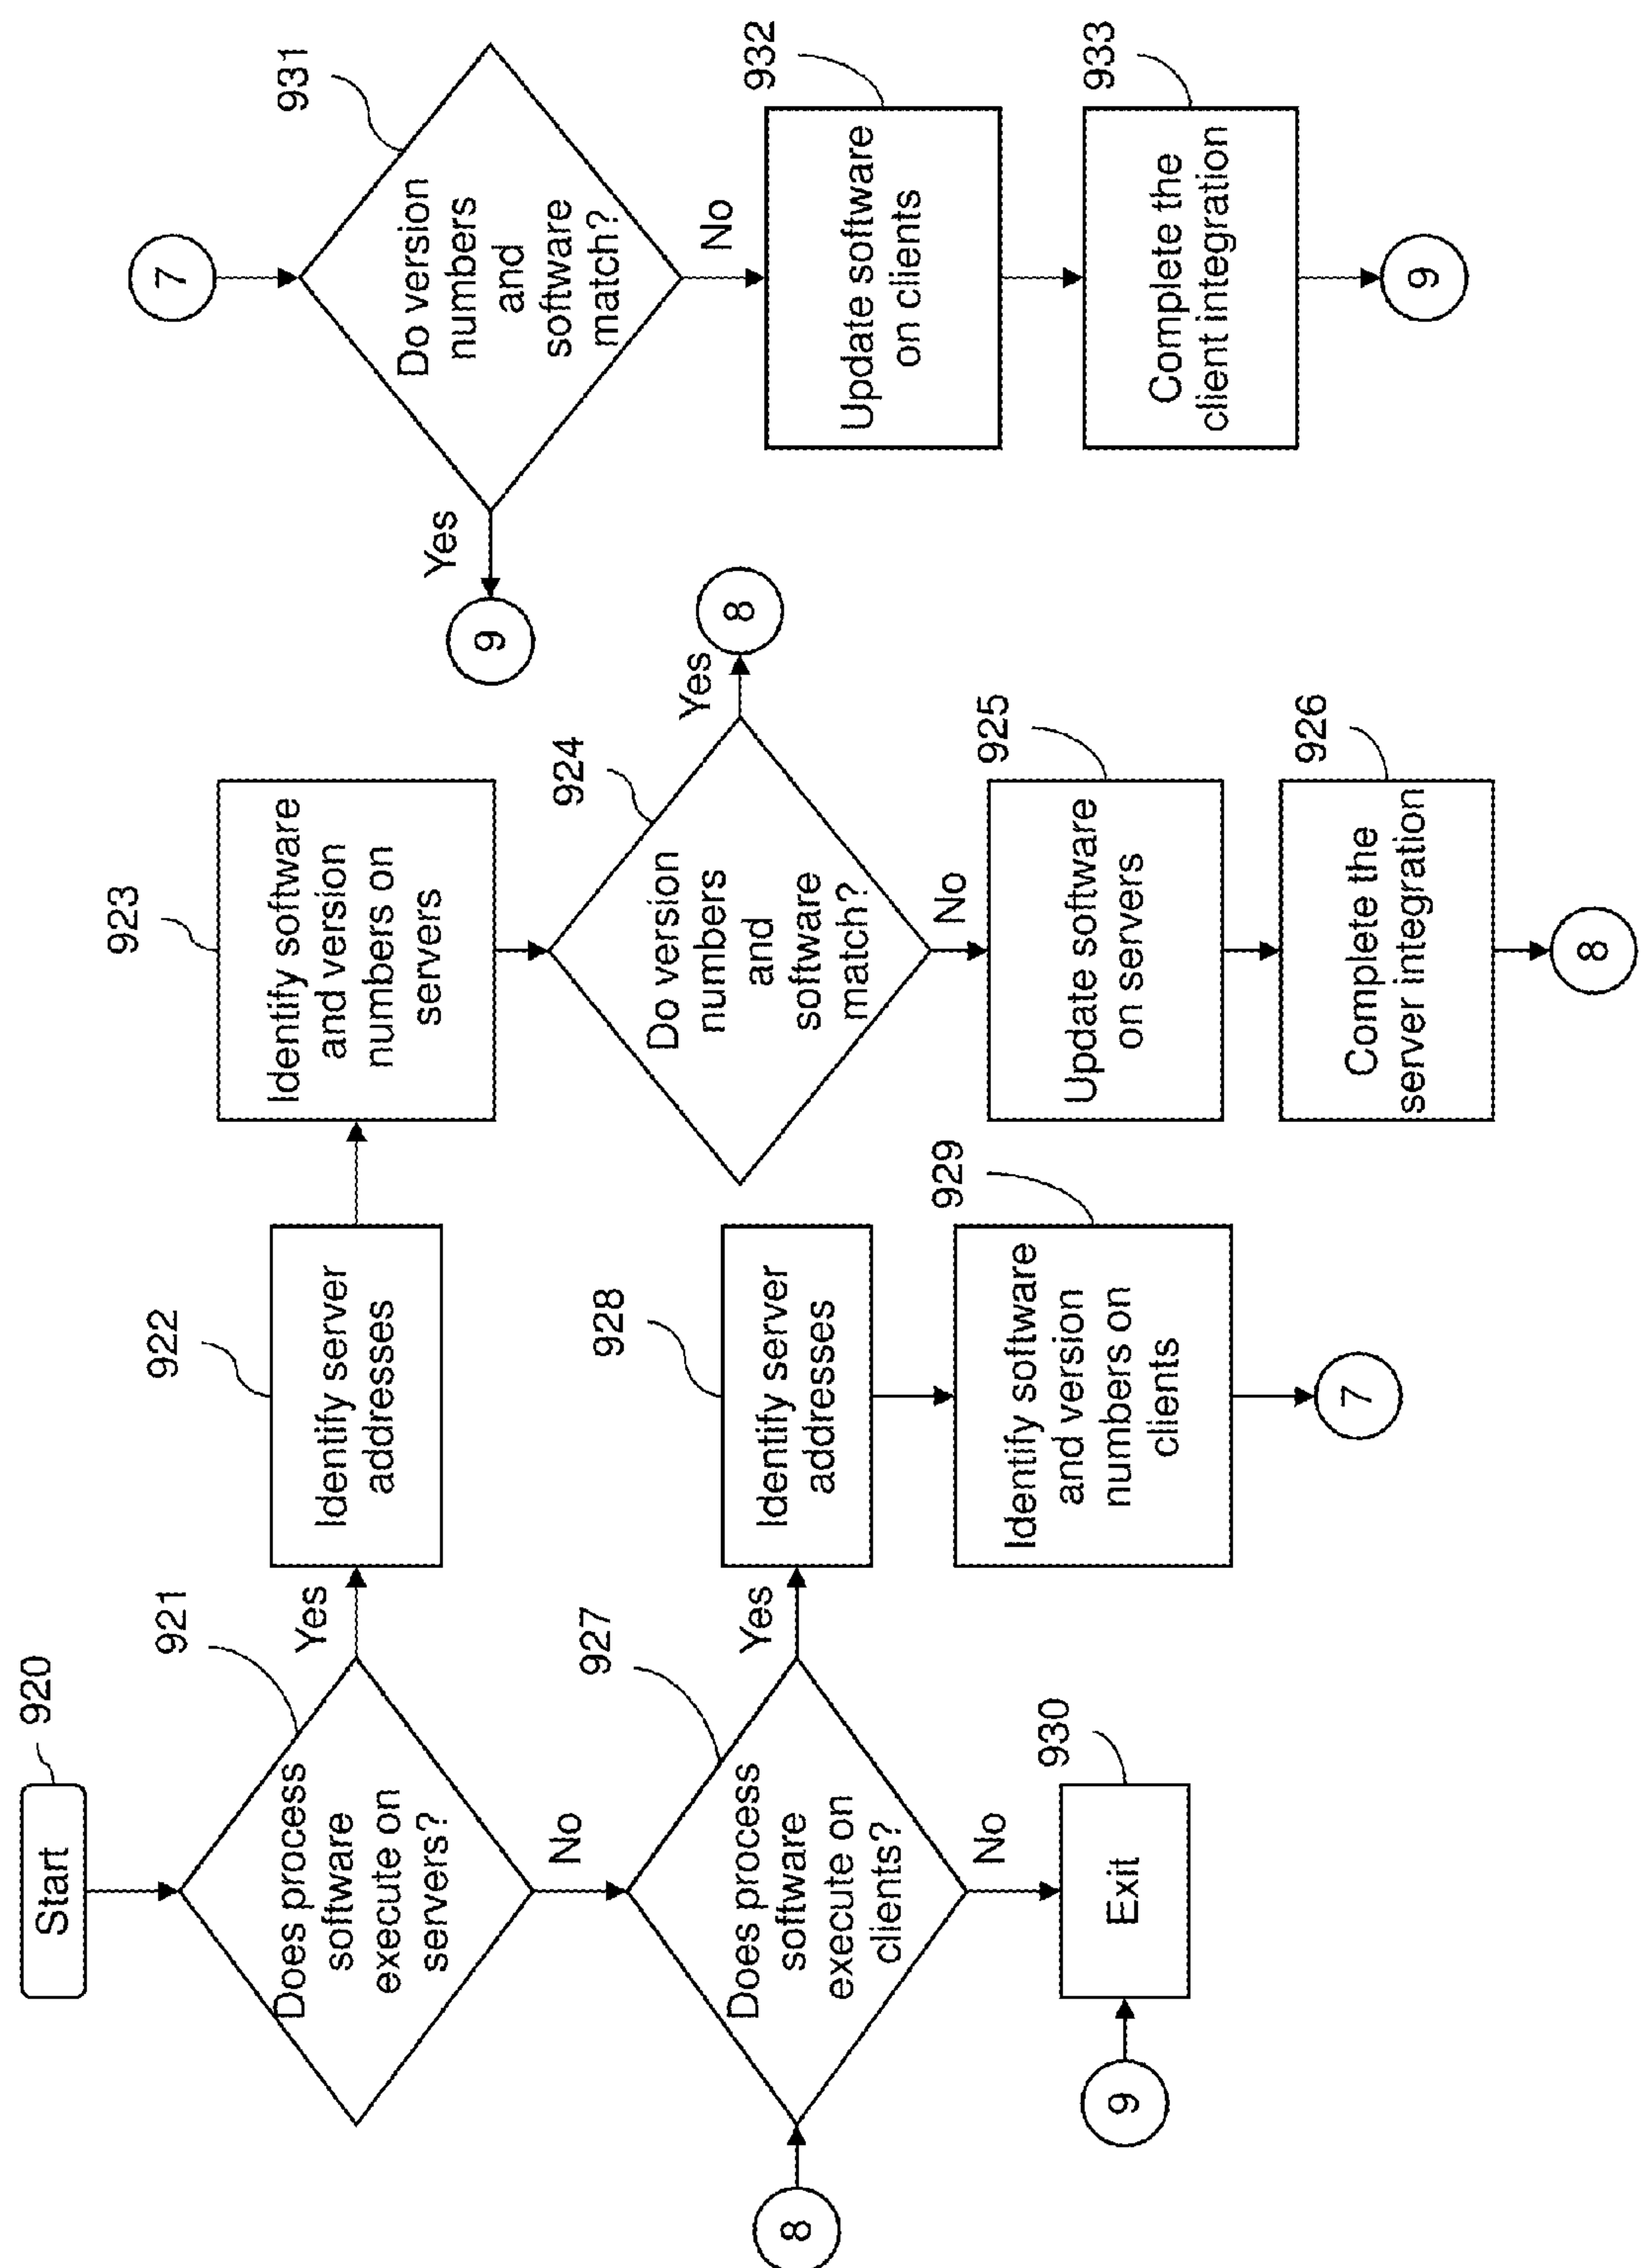 Start
920
Does process
software
execute on
servers?
921
Yes
No
Identify server
addresses
922
Identify software
and version
numbers on
servers
923
Do version
numbers
and
software
match?
924
Yes
8
No
Update software
on servers
925
Complete the
server integration
926
8
8
Does process
software
execute on
clients?
927
Yes
No
Identify server
addresses
928
Identify software
and version
numbers on
clients
929
7
9
Exit
930
7
Do version
numbers
and
software
match?
931
Yes
9
No
Update software
on clients
932
Complete the
client integration
933
9